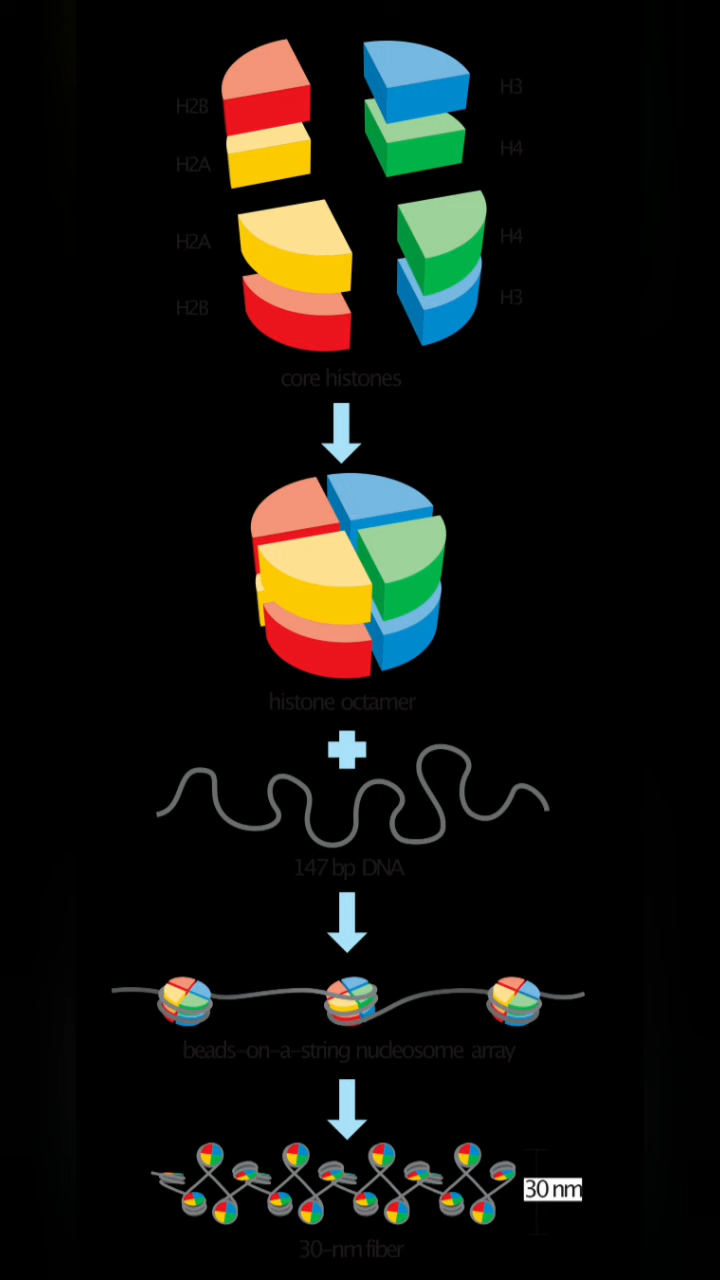 H2B
H3
H2A
H4
H2A
H4
H2B
H3
core histones
histone octamer
147 bp DNA
beads-on-a-string nucleosome array
30 nm
30-nm fiber